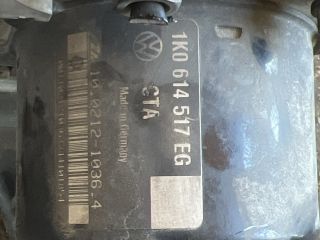 1K0 614 517 EG
CTA
Made in Germany
10.0212-1036.4